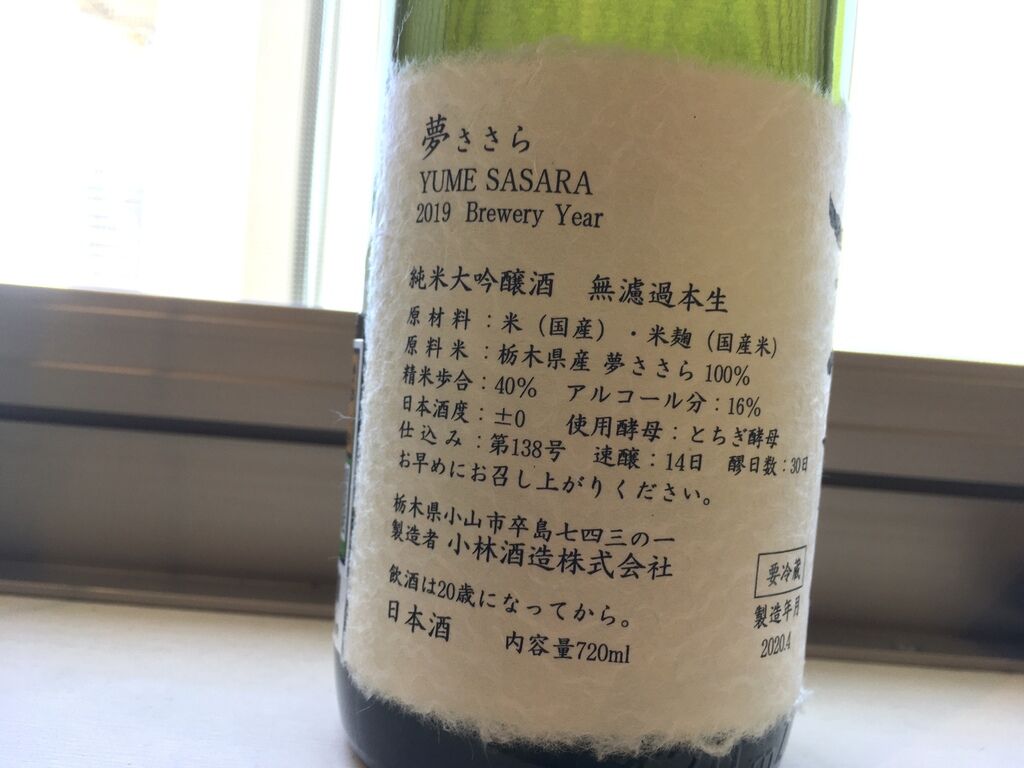 夢ささら
YUME SASARA
2019 Brewery Year
純米大吟醸酒 無濾過本生
原材料：米（国産）・米麹（国産米）
原料米：栃木県産 夢ささら 100%
精米歩合：40% アルコール分：16%
日本酒度：±0 使用酵母：とちぎ酵母
仕込み：第138号 速醸：14日 醪日数：30日
お早めにお召し上がりください。
栃木県小山市卒島七四三の一
製造者 小林酒造株式会社
要冷蔵
飲酒は20歳になってから。
製造年月
日本酒 内容量720ml
2020.4